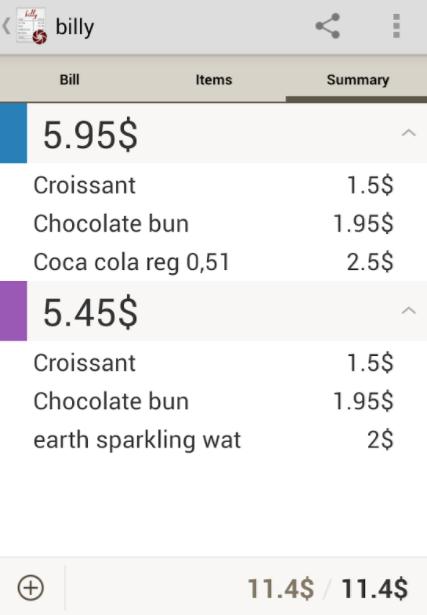 billy
billy
Bill Items Summary
5.95$
Croissant 1.5$
Chocolate bun 1.95$
Coca cola reg 0,51 2.5$
5.45$
Croissant 1.5$
Chocolate bun 1.95$
earth sparkling wat 2$
11.4$ / 11.4$